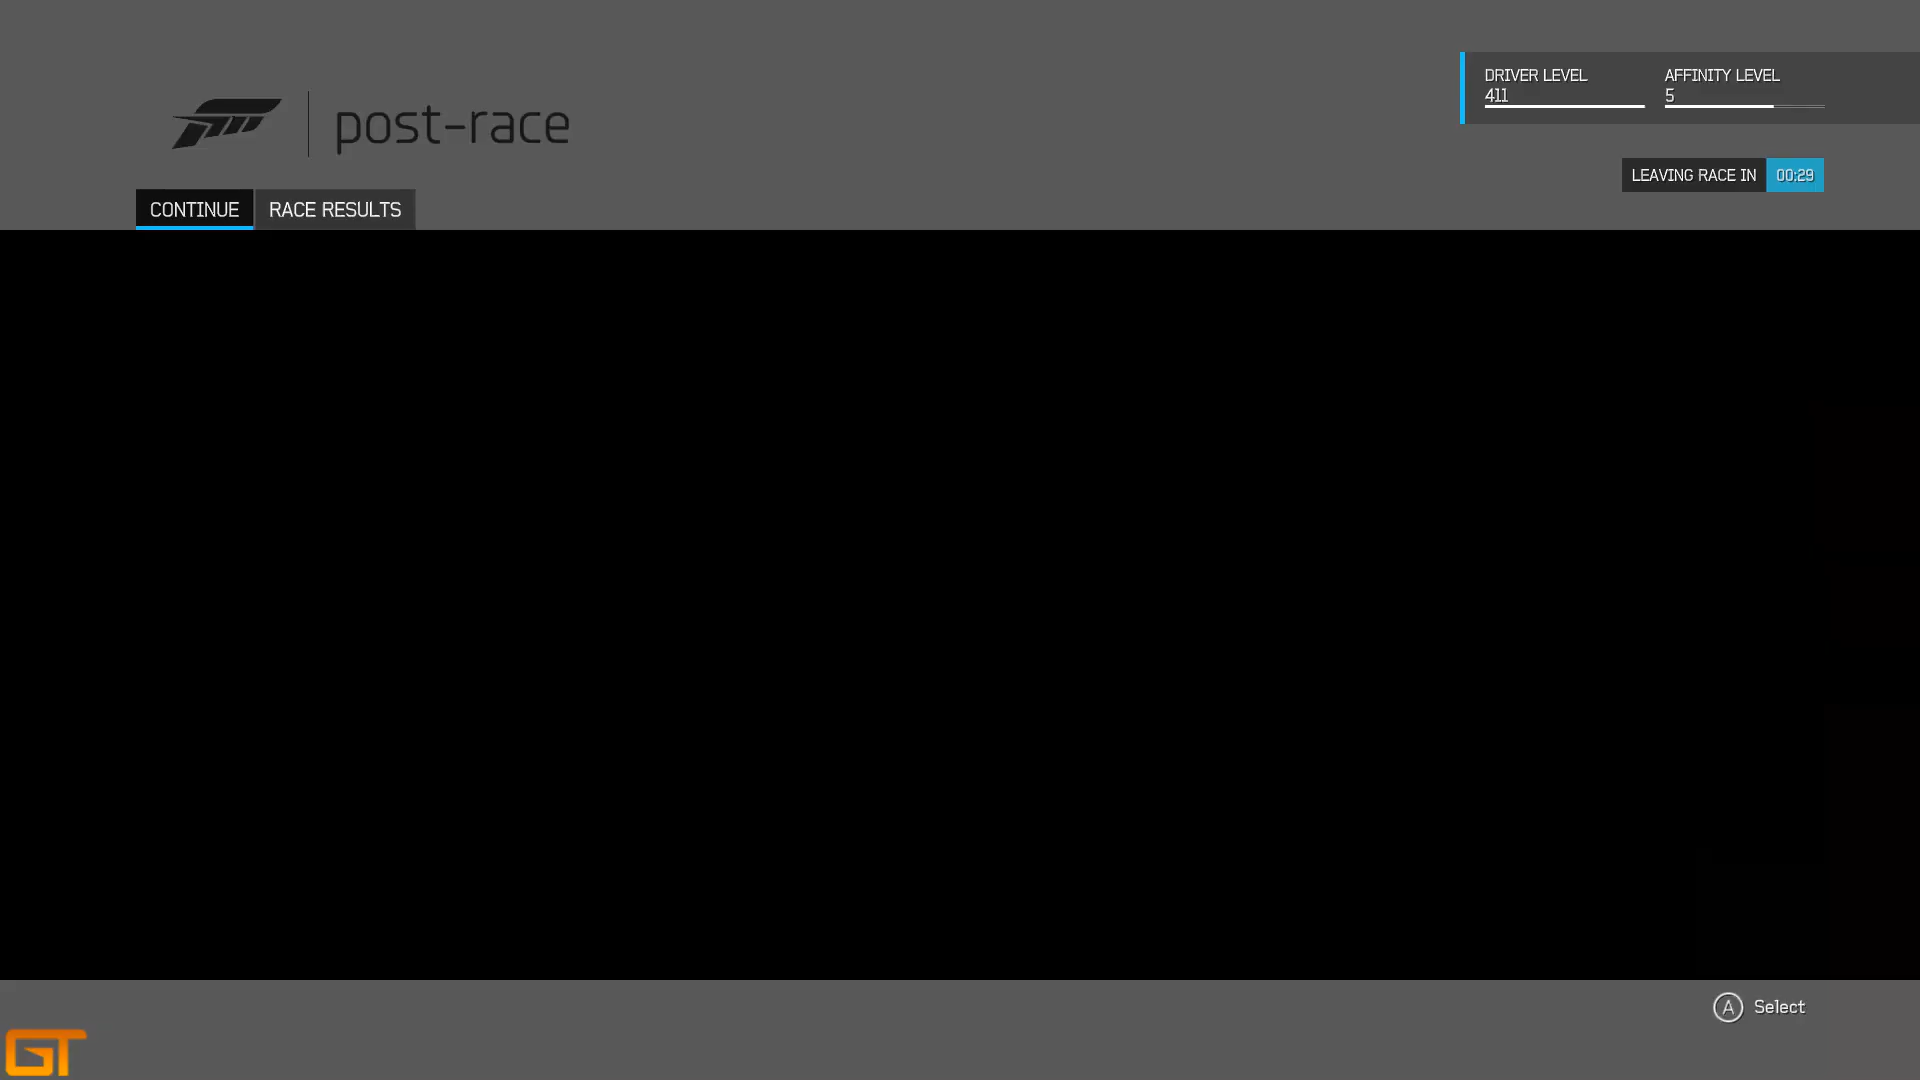 post-race
DRIVER LEVEL
411
AFFINITY LEVEL
5
LEAVING RACE IN 00:29
CONTINUE
RACE RESULTS
A Select
GT